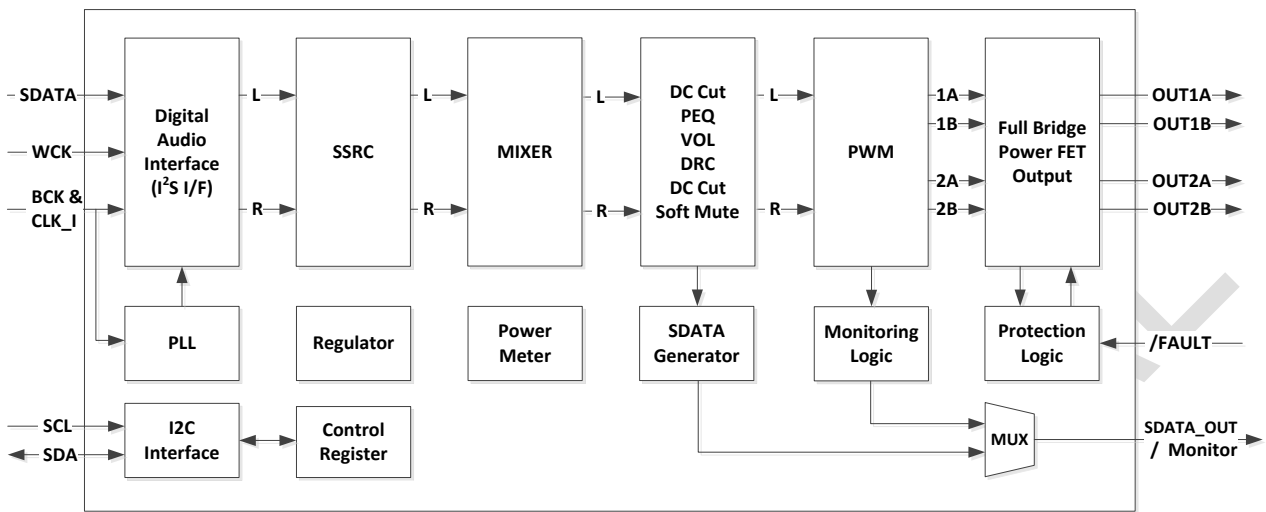 SDATA
WCK
BCK &
CLK_I
Digital
Audio
Interface
(I²S I/F)
L
R
SSRC
L
R
MIXER
L
R
DC Cut
PEQ
VOL
DRC
DC Cut
Soft Mute
L
R
PWM
1A
1B
2A
2B
Full Bridge
Power FET
Output
OUT1A
OUT1B
OUT2A
OUT2B
PLL
Regulator
Power
Meter
SDATA
Generator
Monitoring
Logic
Protection
Logic
/FAULT
SCL
SDA
I2C
Interface
Control
Register
MUX
SDATA_OUT
/ Monitor